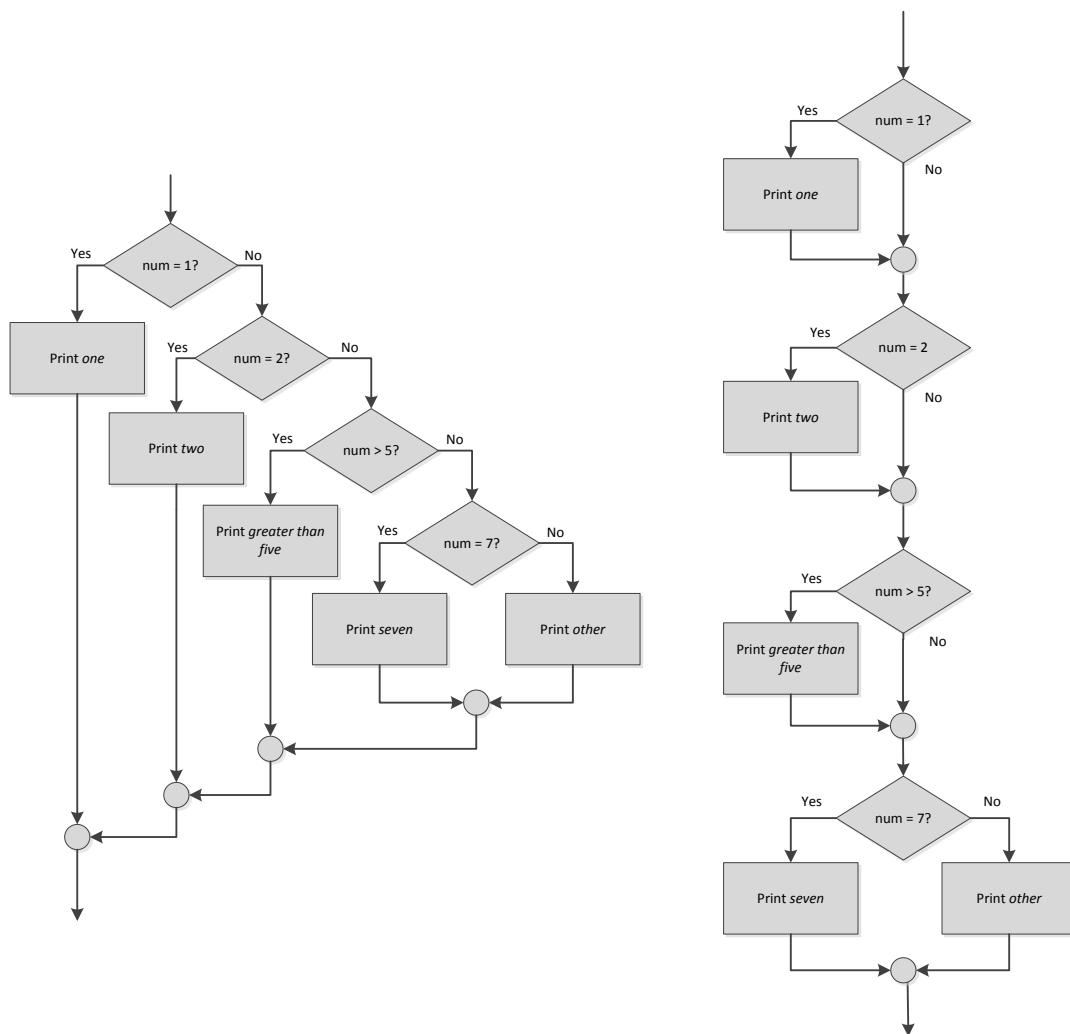 num = 1?
Yes
No
Print one
num = 2?
Yes
No
Print two
num > 5?
Yes
No
Print greater than
five
num = 7?
Yes
No
Print seven
Print other
num = 1?
Yes
No
Print one
num = 2
Yes
No
Print two
num > 5?
Yes
No
Print greater than
five
num = 7?
Yes
No
Print seven
Print other